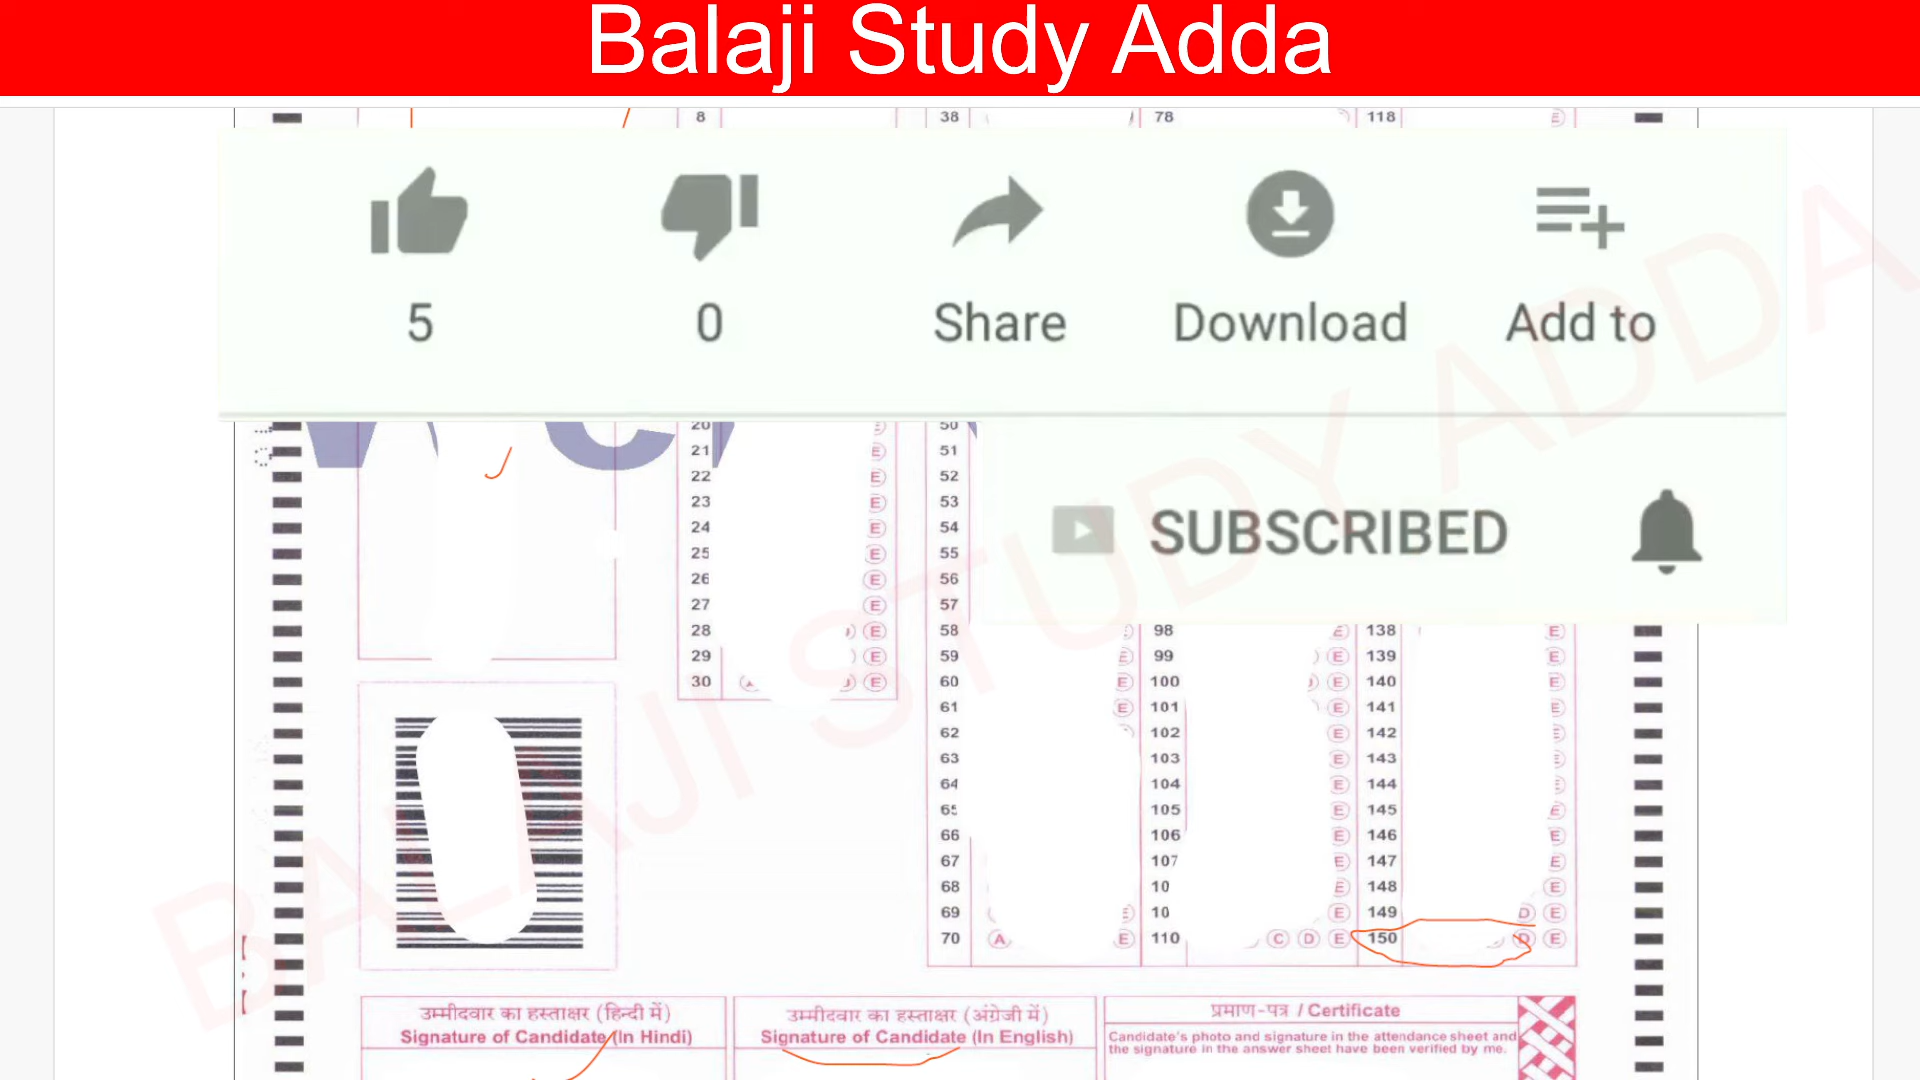 Balaji Study Adda
8 38 78 118 E
5 0 Share Download Add to
20 E 50
21 E 51
22 E 52
23 E 53
24 E 54
25 E 55
26 E 56
27 E 57
SUBSCRIBED
28 E 58 98 E 138 E
29 E 59 E 99 E 139 E
30 E 60 E 100 E 140 E
61 E 101 E 141 E
62 102 E 142 E
63 103 E 143 E
64 104 E 144 E
65 105 E 145 E
66 106 E 146 E
67 107 E 147 E
68 10 E 148 E
69 E 10 E 149 D E
70 A E 110 C D E 150 D E
BALAJI STUDY ADDA
उम्मीदवार का हस्ताक्षर (हिन्दी में)
Signature of Candidate (In Hindi)
उम्मीदवार का हस्ताक्षर (अंग्रेजी में)
Signature of Candidate (In English)
प्रमाण-पत्र / Certificate
Candidate's photo and signature in the attendance sheet and
the signature in the answer sheet have been verified by me.